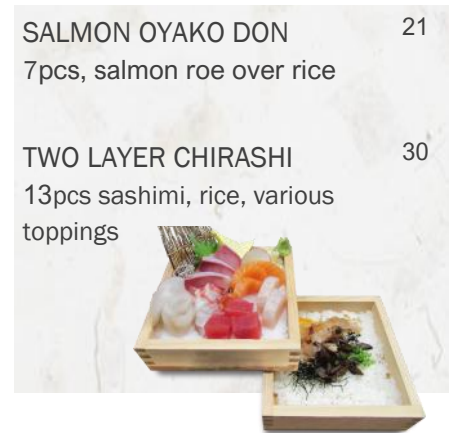 SALMON OYAKO DON 21
7pcs, salmon roe over rice
TWO LAYER CHIRASHI 30
13pcs sashimi, rice, various
toppings